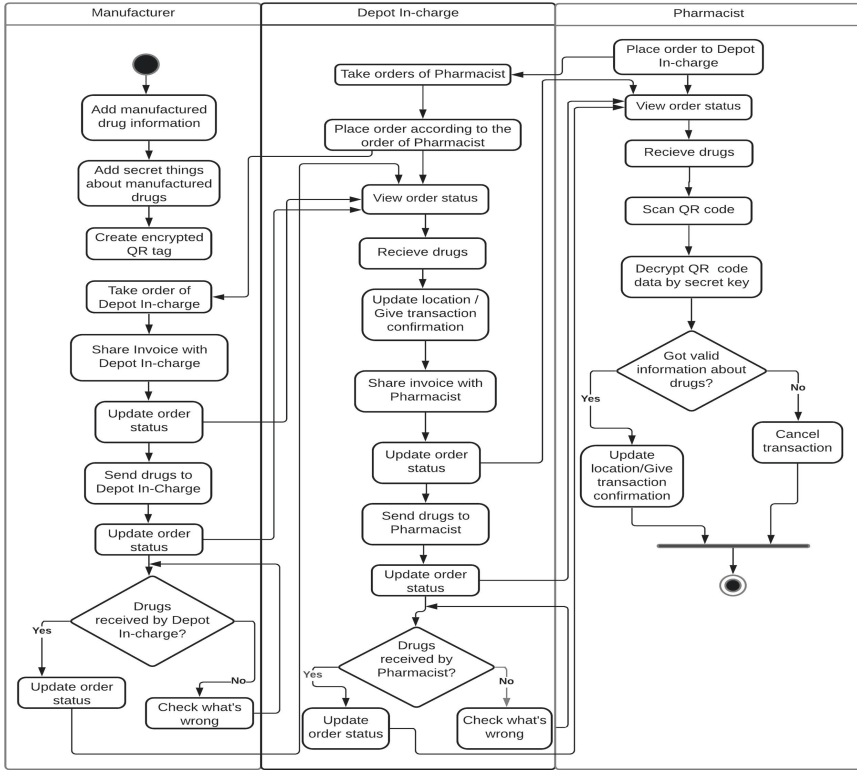 Manufacturer
Depot In-charge
Pharmacist
Add manufactured
drug information
Add secret things
about manufactured
drugs
Create encrypted
QR tag
Take order of
Depot In-charge
Share Invoice with
Depot In-charge
Update order
status
Send drugs to
Depot In-Charge
Update order
status
Drugs
received by Depot
In-charge?
Yes
No
Update order
status
Check what's
wrong
Take orders of Pharmacist
Place order according to the
order of Pharmacist
View order status
Recieve drugs
Update location /
Give transaction
confirmation
Share invoice with
Pharmacist
Update order
status
Send drugs to
Pharmacist
Update order
status
Drugs
received by
Pharmacist?
Yes
No
Update
order status
Check what's
wrong
Place order to Depot
In-charge
View order status
Recieve drugs
Scan QR code
Decrypt QR code
data by secret key
Got valid
information about
drugs?
Yes
No
Update
location/Give
transaction
confirmation
Cancel
transaction